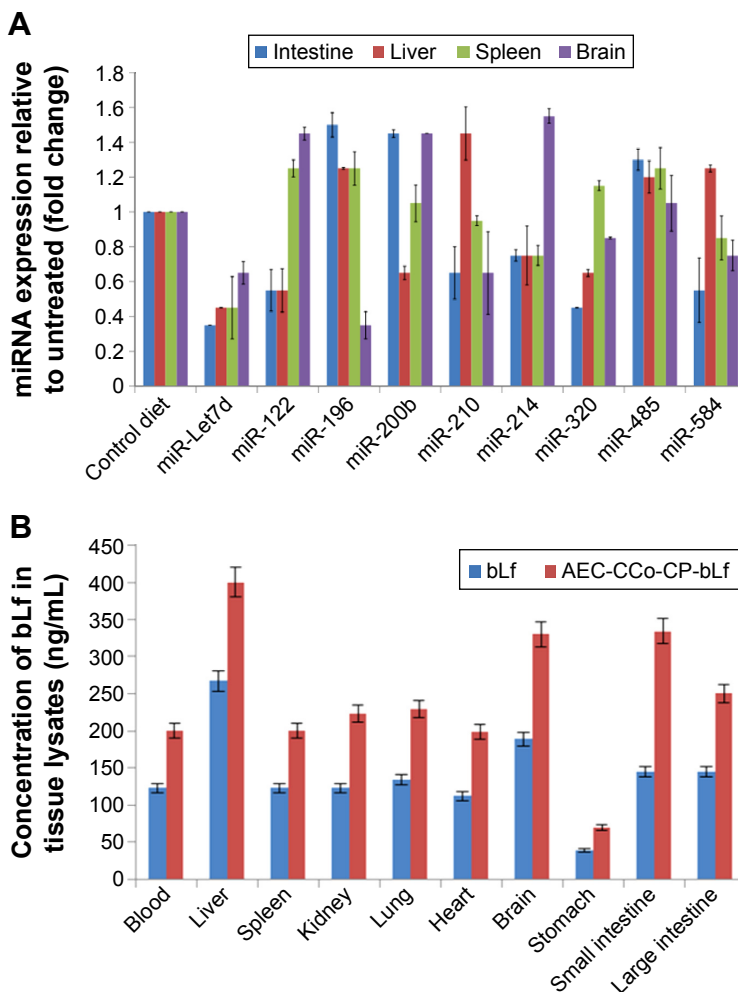 A
Intestine Liver Spleen Brain
miRNA expression relative
to untreated (fold change)
1.8
1.6
1.4
1.2
1
0.8
0.6
0.4
0.2
0
Control diet
miR-Let7d
miR-122
miR-196
miR-200b
miR-210
miR-214
miR-320
miR-485
miR-584
B
bLf AEC-CCo-CP-bLf
Concentration of bLf in
tissue lysates (ng/mL)
450
400
350
300
250
200
150
100
50
0
Blood
Liver
Spleen
Kidney
Lung
Heart
Brain
Stomach
Small intestine
Large intestine